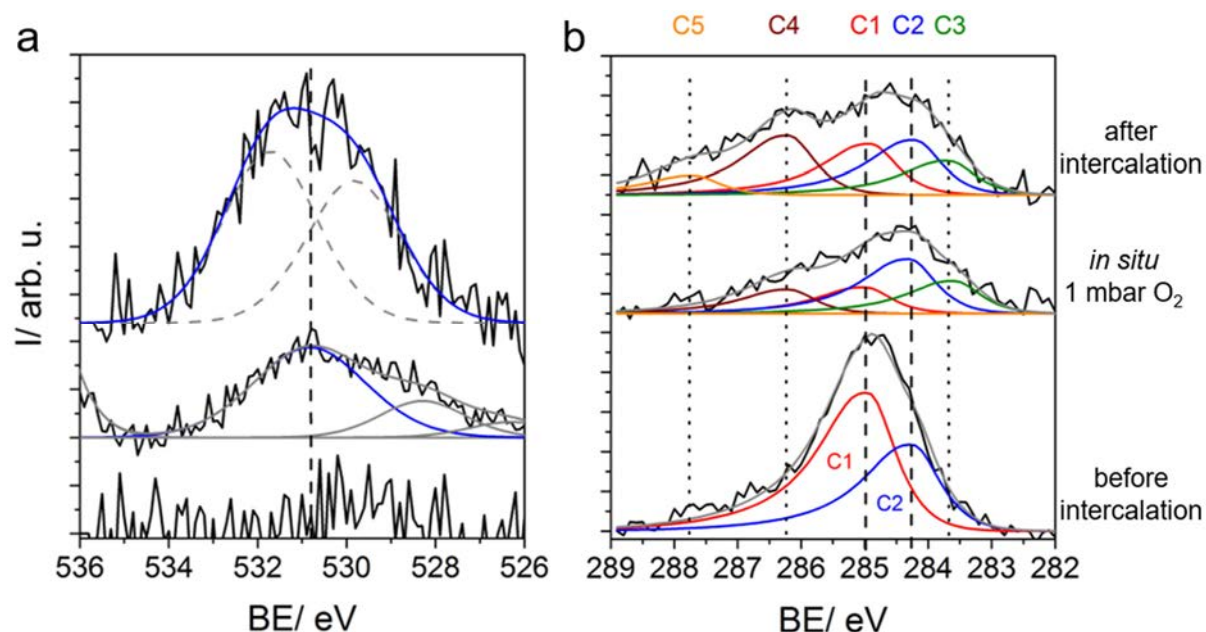 a
I/ arb. u.
536 534 532 530 528 526
BE/ eV
b
C5 C4 C1 C2 C3
after
intercalation
in situ
1 mbar O₂
C1
C2
before
intercalation
289 288 287 286 285 284 283 282
BE/ eV